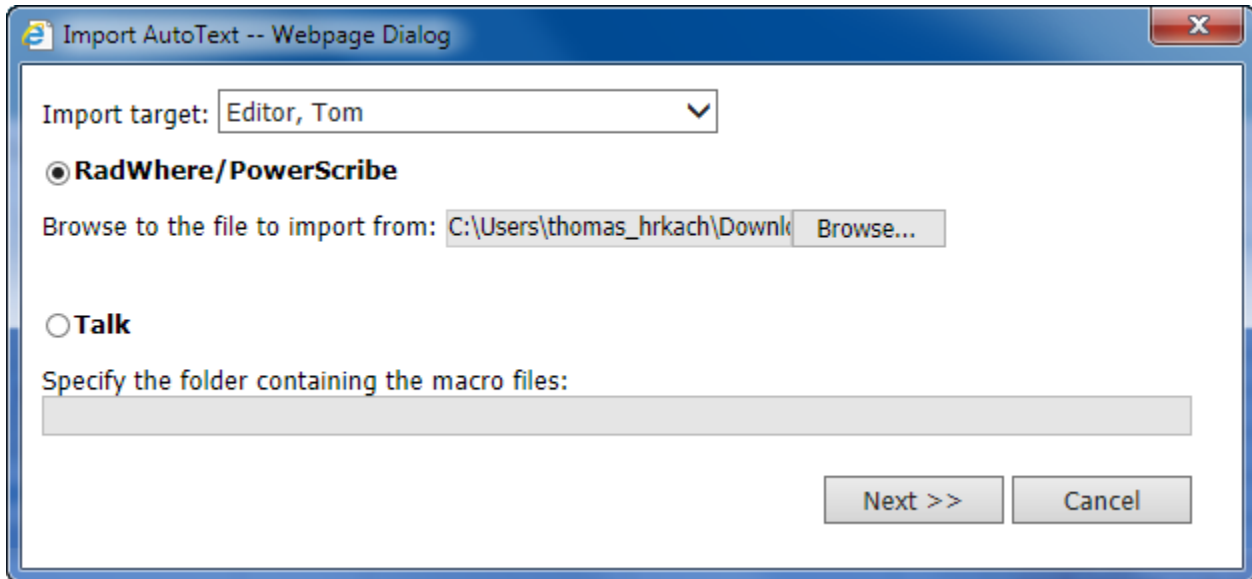 Import AutoText -- Webpage Dialog
Import target: Editor, Tom
RadWhere/PowerScribe
Browse to the file to import from: C:\Users\thomas_hrkach\Downl Browse...
Talk
Specify the folder containing the macro files:
Next >> Cancel